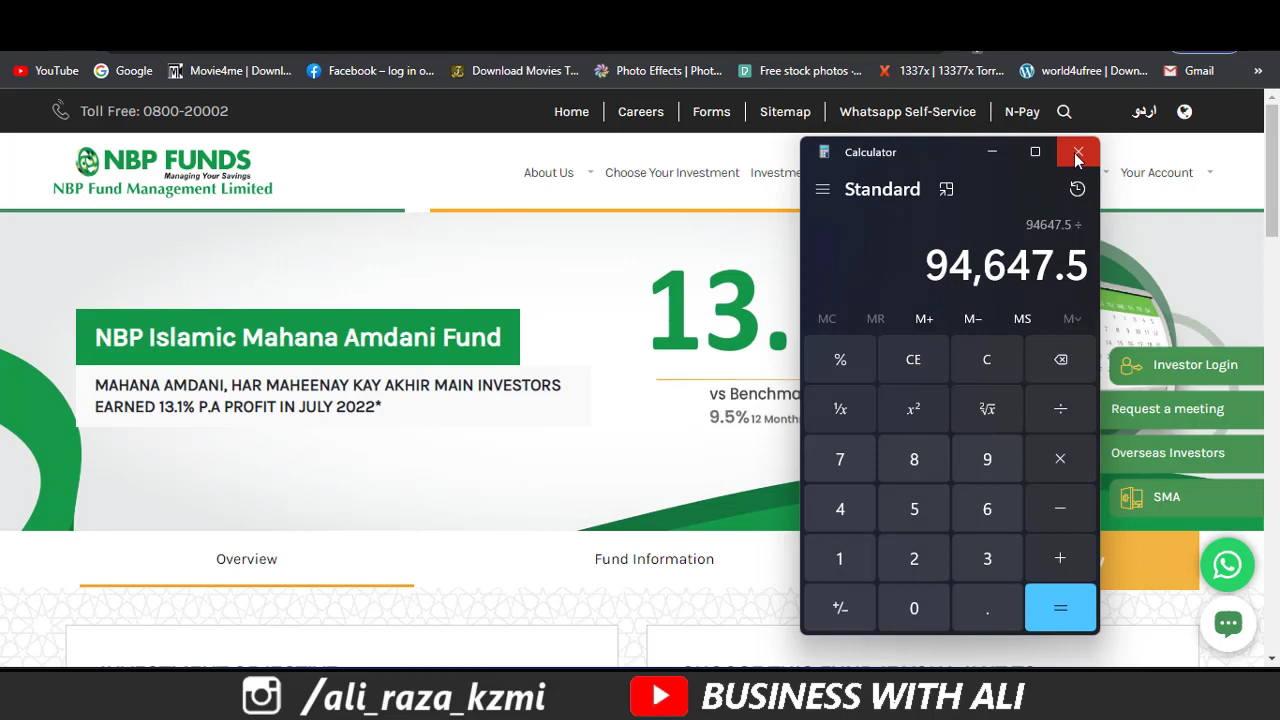 YouTube Google Movie4me | Downl... Facebook – log in o... Download Movies T... Photo Effects | Phot... Free stock photos -... 1337x | 13377x Torr... world4ufree | Down... Gmail »
Toll Free: 0800-20002 Home Careers Forms Sitemap Whatsapp Self-Service N-Pay اردو
NBP FUNDS
Managing Your Savings
NBP Fund Management Limited
About Us Choose Your Investment Investme Your Account
NBP Islamic Mahana Amdani Fund
MAHANA AMDANI, HAR MAHEENAY KAY AKHIR MAIN INVESTORS
EARNED 13.1% P.A PROFIT IN JULY 2022*
13.
vs Benchma
9.5% 12 Month
Calculator
Standard
94647.5 ÷
94,647.5
MC MR M+ M− MS M
% CE C
¹/x x² ²√x ÷
7 8 9 ×
4 5 6 −
1 2 3 +
+/− 0 . =
Investor Login
Request a meeting
Overseas Investors
SMA
Overview Fund Information
/ali_raza_kzmi BUSINESS WITH ALI